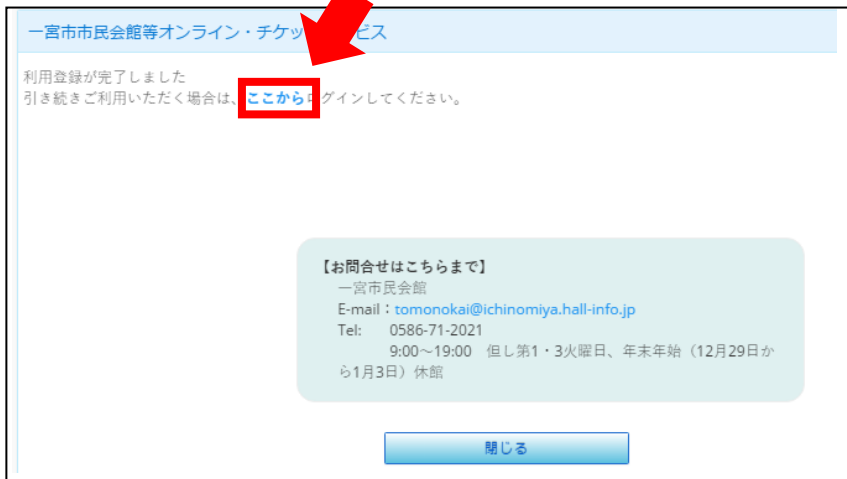 一宮市市民会館等オンライン・チケッ ビス
利用登録が完了しました
引き続きご利用いただく場合は、ここからログインしてください。
【お問合せはこちらまで】
一宮市民会館
E-mail：tomonokai@ichinomiya.hall-info.jp
Tel: 0586-71-2021
9:00～19:00 但し第1・3火曜日、年末年始（12月29日か
ら1月3日）休館
閉じる